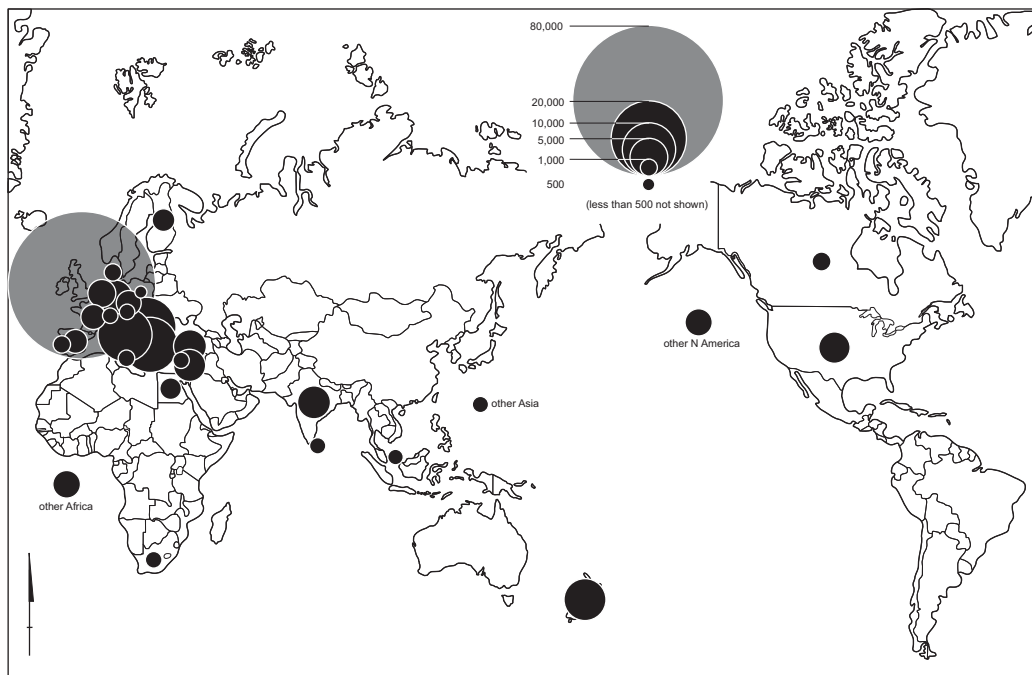 80,000
20,000
10,000
5,000
1,000
500
(less than 500 not shown)
other N America
other Asia
other Africa